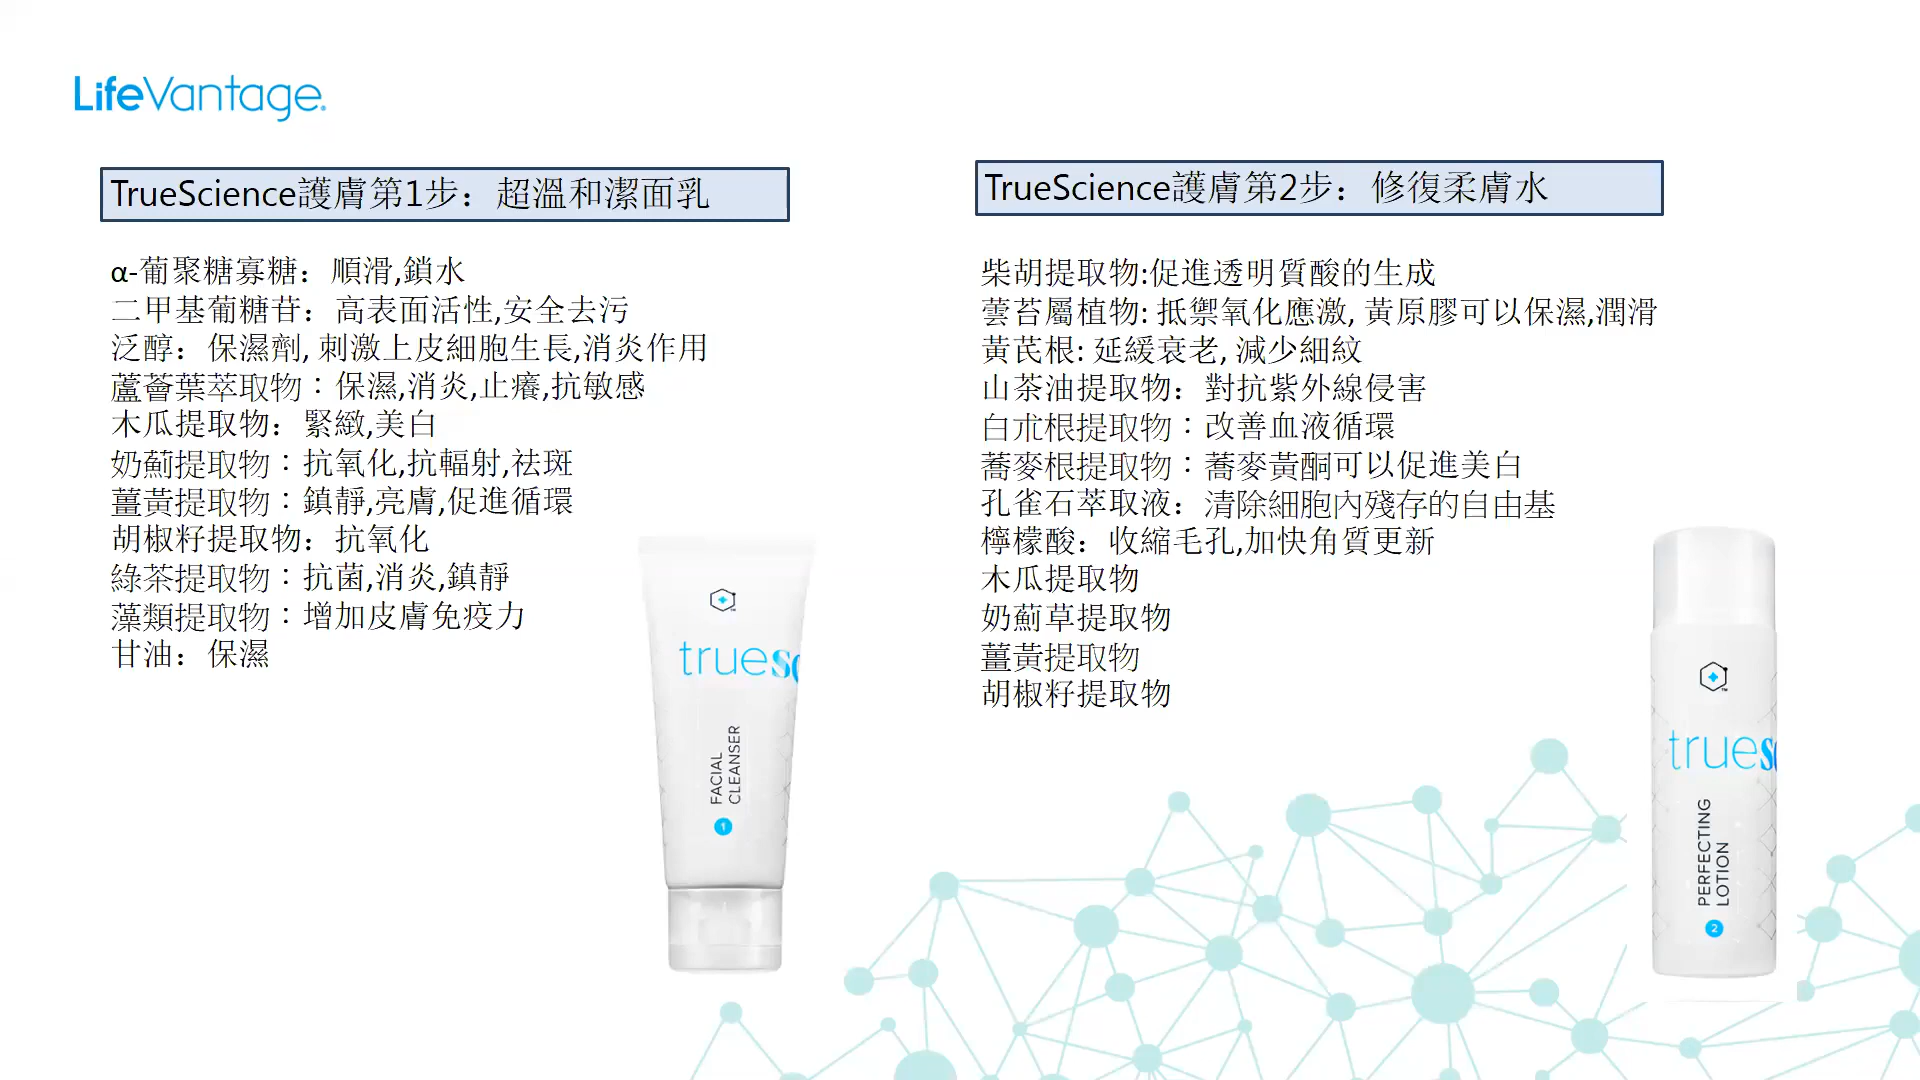 LifeVantage
TrueScience護膚第1步：超溫和潔面乳
α-葡聚糖寡糖：順滑,鎖水
二甲基葡糖苷：高表面活性,安全去污
泛醇：保濕劑, 刺激上皮細胞生長,消炎作用
蘆薈葉萃取物：保濕,消炎,止癢,抗敏感
木瓜提取物：緊緻,美白
奶薊提取物：抗氧化,抗輻射,祛斑
薑黃提取物：鎮靜,亮膚,促進循環
胡椒籽提取物：抗氧化
綠茶提取物：抗菌,消炎,鎮靜
藻類提取物：增加皮膚免疫力
甘油：保濕
truesc
FACIAL
CLEANSER
1
TrueScience護膚第2步：修復柔膚水
柴胡提取物:促進透明質酸的生成
蕓苔屬植物: 抵禦氧化應激, 黃原膠可以保濕,潤滑
黃芪根: 延緩衰老, 減少細紋
山茶油提取物：對抗紫外線侵害
白朮根提取物：改善血液循環
蕎麥根提取物：蕎麥黃酮可以促進美白
孔雀石萃取液：清除細胞內殘存的自由基
檸檬酸：收縮毛孔,加快角質更新
木瓜提取物
奶薊草提取物
薑黃提取物
胡椒籽提取物
truesc
PERFECTING
LOTION
2